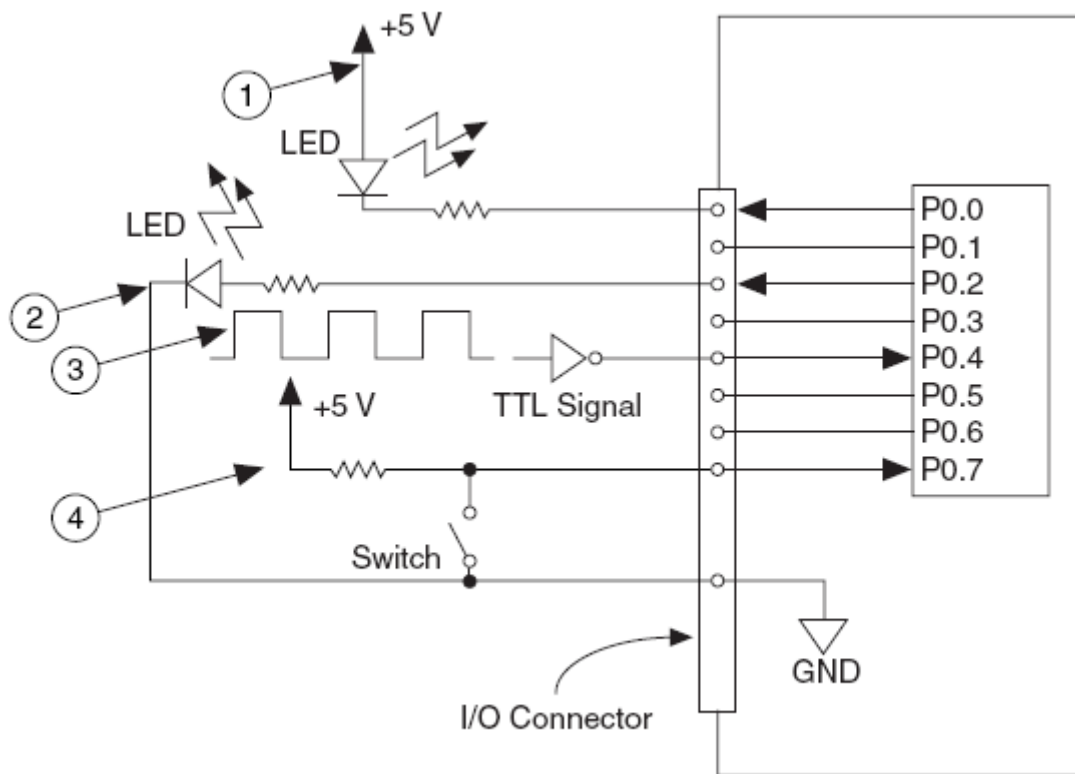 +5 V
1
LED
LED
P0.0
P0.1
2
P0.2
3
P0.3
P0.4
+5 V
TTL Signal
P0.5
P0.6
P0.7
4
Switch
GND
I/O Connector